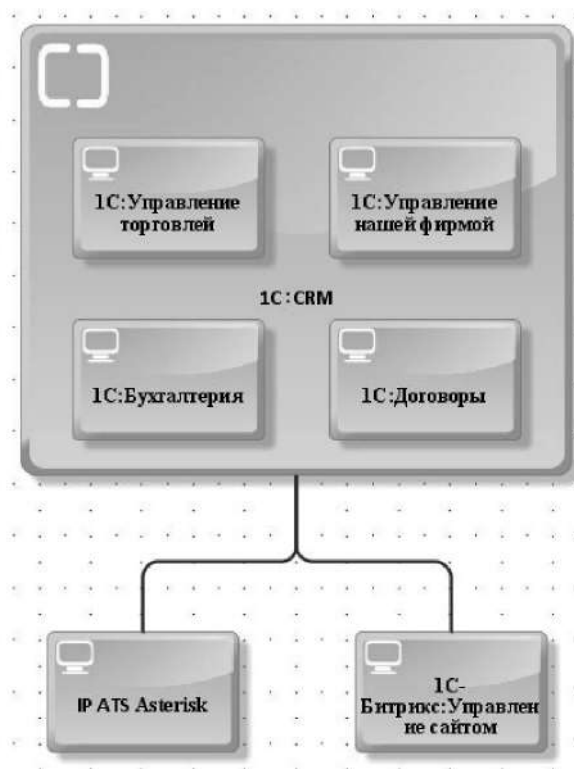 1С:Управление
торговлей
1С:Управление
нашей фирмой
1C:CRM
1С:Бухгалтерия
1С:Договоры
IP ATS Asterisk
1С-
Битрикс:Управлен
ие сайтом